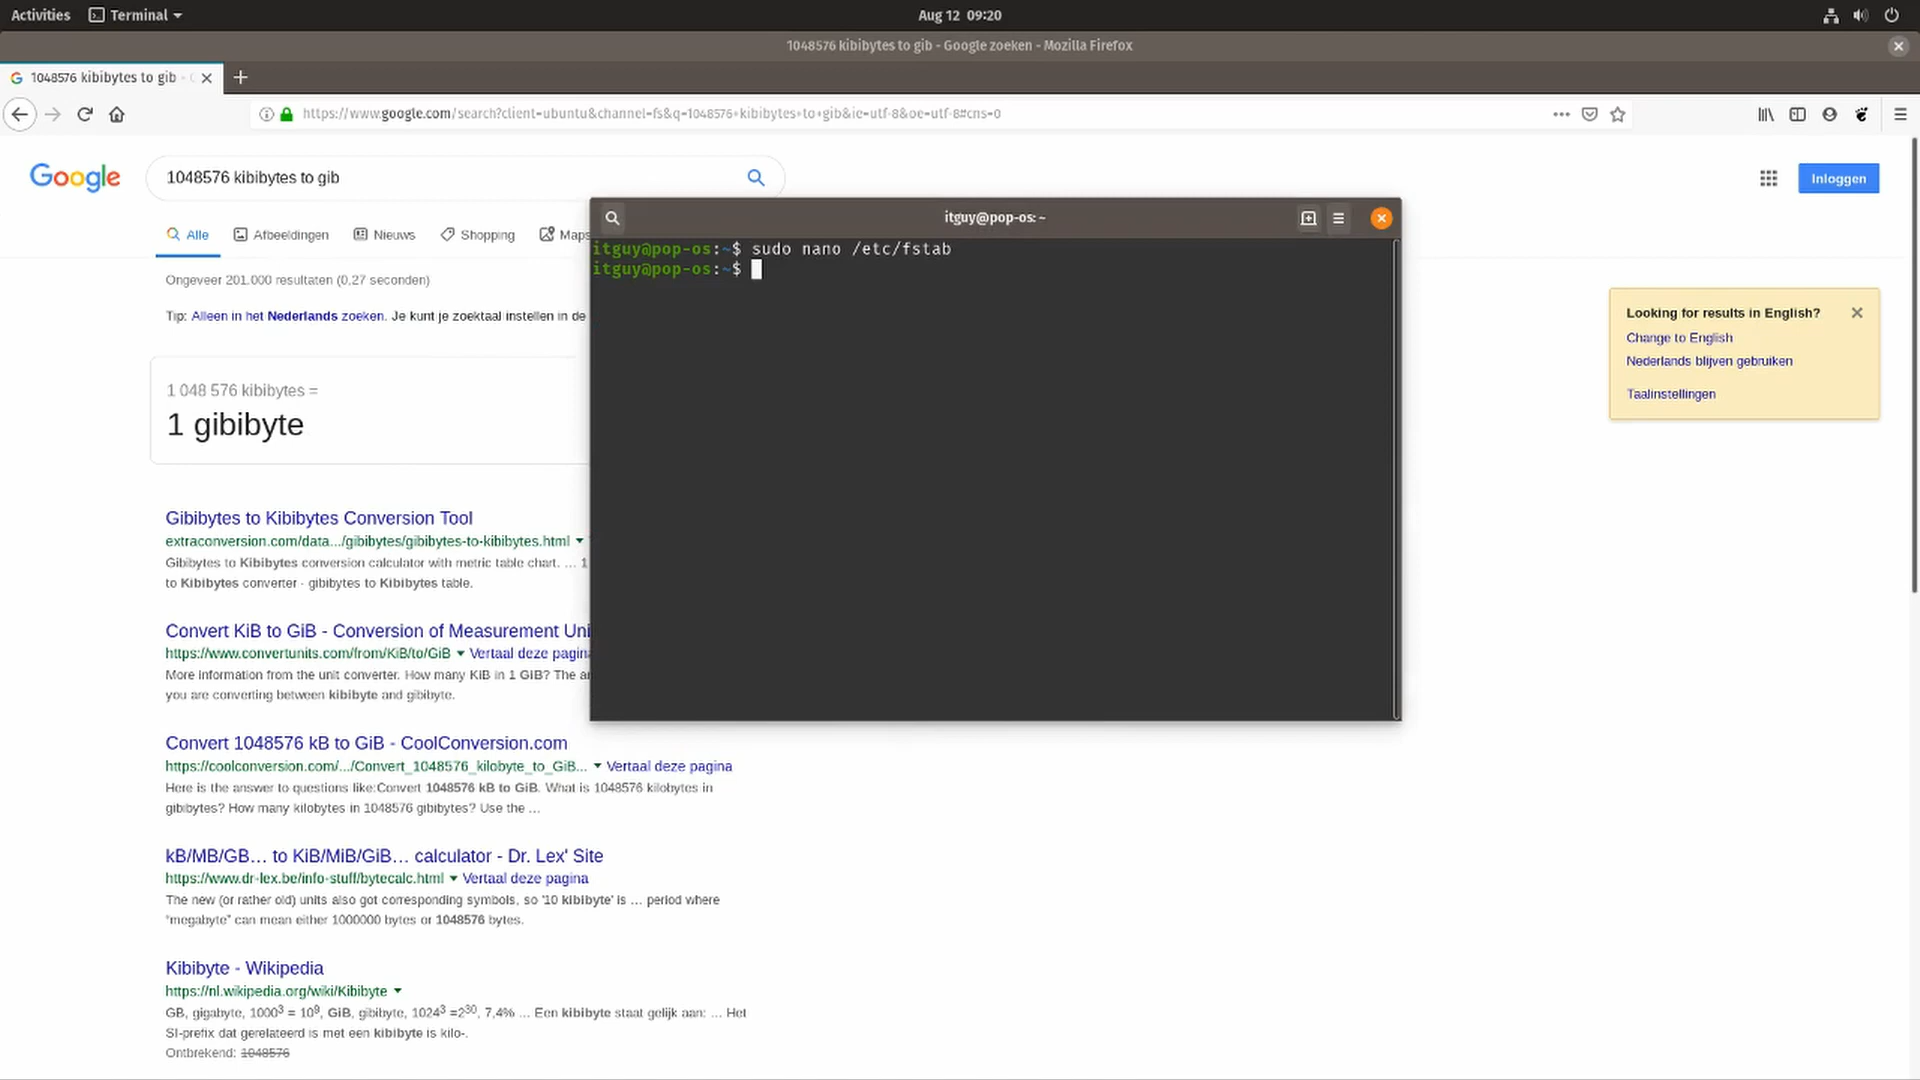 Activities
Terminal
Aug 12 09:20
1048576 kibibytes to gib - Google zoeken - Mozilla Firefox
1048576 kibibytes to gib -
https://www.google.com/search?client=ubuntu&channel=fs&q=1048576+kibibytes+to+gib&ie=utf-8&oe=utf-8#cns=0
Google
1048576 kibibytes to gib
Inloggen
Alle
Afbeeldingen
Nieuws
Shopping
Maps
Ongeveer 201.000 resultaten (0,27 seconden)
Tip: Alleen in het Nederlands zoeken. Je kunt je zoektaal instellen in de
1 048 576 kibibytes =
1 gibibyte
Gibibytes to Kibibytes Conversion Tool
extraconversion.com/data.../gibibytes/gibibytes-to-kibibytes.html
Gibibytes to Kibibytes conversion calculator with metric table chart. ... 1
to Kibibytes converter - gibibytes to Kibibytes table.
Convert KiB to GiB - Conversion of Measurement Uni
https://www.convertunits.com/from/KiB/to/GiB Vertaal deze pagina
More information from the unit converter. How many KiB in 1 GiB? The
you are converting between kibibyte and gibibyte.
Convert 1048576 kB to GiB - CoolConversion.com
https://coolconversion.com/.../Convert_1048576_kilobyte_to_GiB... Vertaal deze pagina
Here is the answer to questions like:Convert 1048576 kB to GiB. What is 1048576 kilobytes in
gibibytes? How many kilobytes in 1048576 gibibytes? Use the ...
kB/MB/GB… to KiB/MiB/GiB… calculator - Dr. Lex' Site
https://www.dr-lex.be/info-stuff/bytecalc.html Vertaal deze pagina
The new (or rather old) units also got corresponding symbols, so '10 kibibyte' is ... period where
“megabyte” can mean either 1000000 bytes or 1048576 bytes.
Kibibyte - Wikipedia
https://nl.wikipedia.org/wiki/Kibibyte
GB, gigabyte, 1000³ = 10⁹, GiB, gibibyte, 1024³ =2³⁰, 7,4% ... Een kibibyte staat gelijk aan: ... Het
SI-prefix dat gerelateerd is met een kibibyte is kilo-.
Ontbrekend: 1048576
itguy@pop-os: ~
itguy@pop-os:~$ sudo nano /etc/fstab
itguy@pop-os:~$
Looking for results in English?
Change to English
Nederlands blijven gebruiken
Taalinstellingen